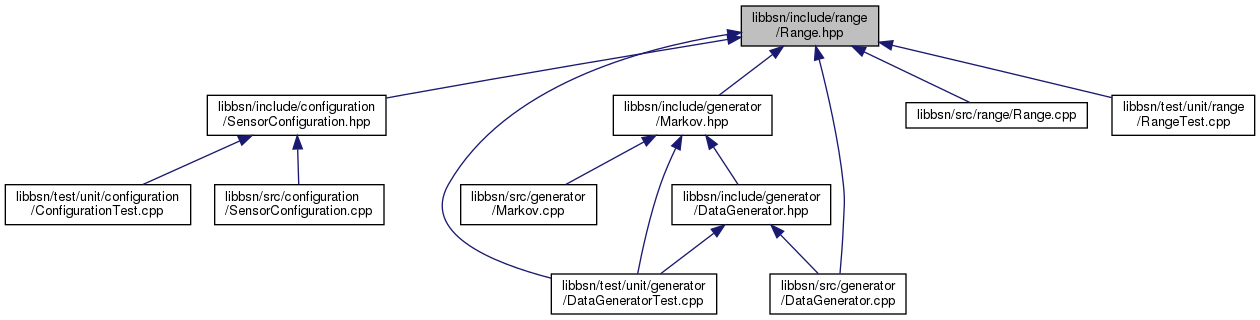 libbsn/include/range
/Range.hpp
libbsn/include/configuration
/SensorConfiguration.hpp
libbsn/include/generator
/Markov.hpp
libbsn/src/range/Range.cpp
libbsn/test/unit/range
/RangeTest.cpp
libbsn/test/unit/configuration
/ConfigurationTest.cpp
libbsn/src/configuration
/SensorConfiguration.cpp
libbsn/src/generator
/Markov.cpp
libbsn/include/generator
/DataGenerator.hpp
libbsn/test/unit/generator
/DataGeneratorTest.cpp
libbsn/src/generator
/DataGenerator.cpp